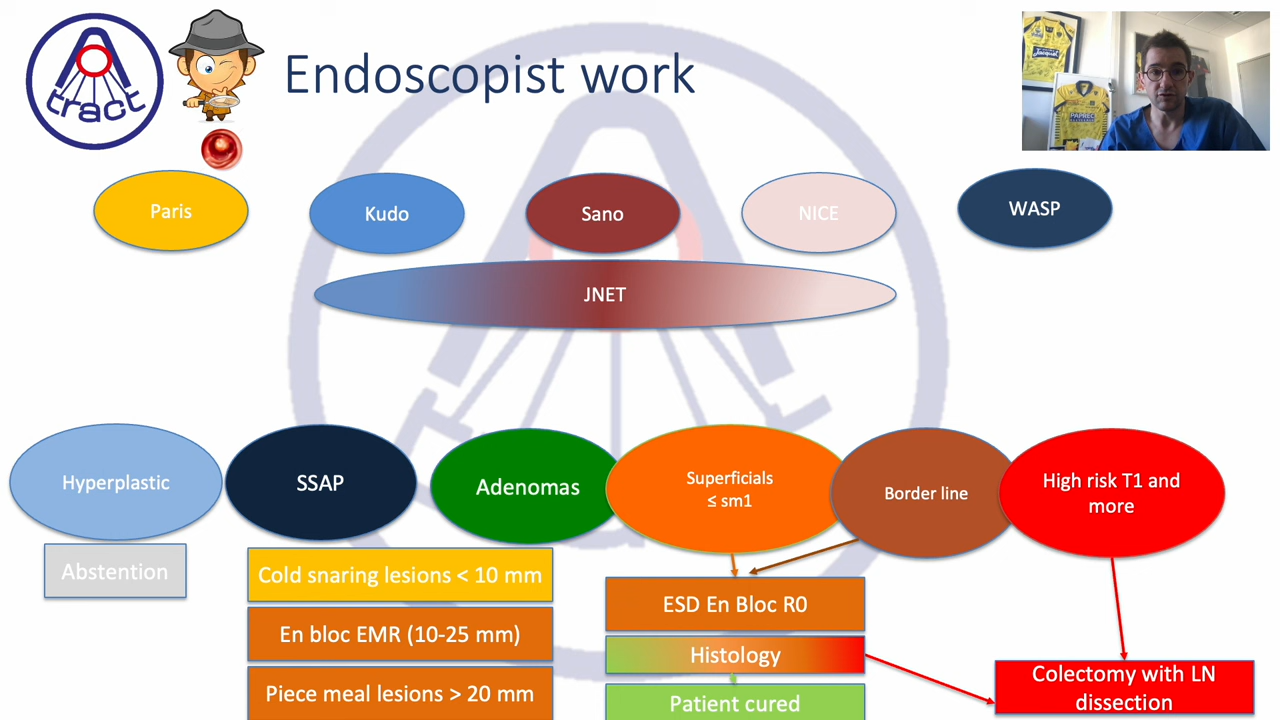 tract
Endoscopist work
PAPREC
Paris
Kudo
Sano
NICE
WASP
JNET
Hyperplastic
SSAP
Adenomas
Superficials
≤ sm1
Border line
High risk T1 and
more
Abstention
Cold snaring lesions < 10 mm
En bloc EMR (10-25 mm)
Piece meal lesions > 20 mm
ESD En Bloc R0
Histology
Patient cured
Colectomy with LN
dissection